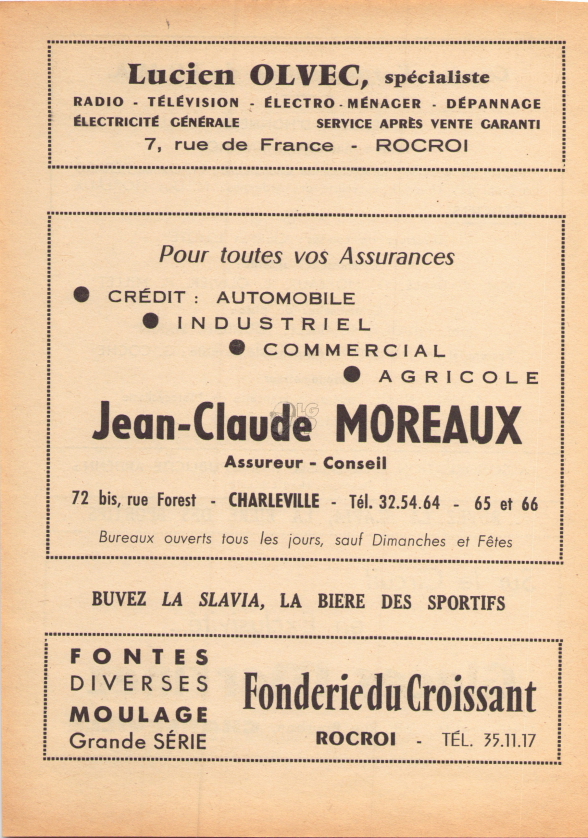 Lucien OLVEC, spécialiste
RADIO - TÉLÉVISION - ÉLECTRO-MÉNAGER - DÉPANNAGE
ÉLECTRICITÉ GÉNÉRALE SERVICE APRÈS VENTE GARANTI
7, rue de France - ROCROI
Pour toutes vos Assurances
● CRÉDIT : AUTOMOBILE
● INDUSTRIEL
● COMMERCIAL
● AGRICOLE
Jean-Claude MOREAUX
Assureur - Conseil
72 bis, rue Forest - CHARLEVILLE - Tél. 32.54.64 - 65 et 66
Bureaux ouverts tous les jours, sauf Dimanches et Fêtes
BUVEZ LA SLAVIA, LA BIERE DES SPORTIFS
FONTES
DIVERSES
MOULAGE
Grande SÉRIE
Fonderie du Croissant
ROCROI - TÉL. 35.11.17